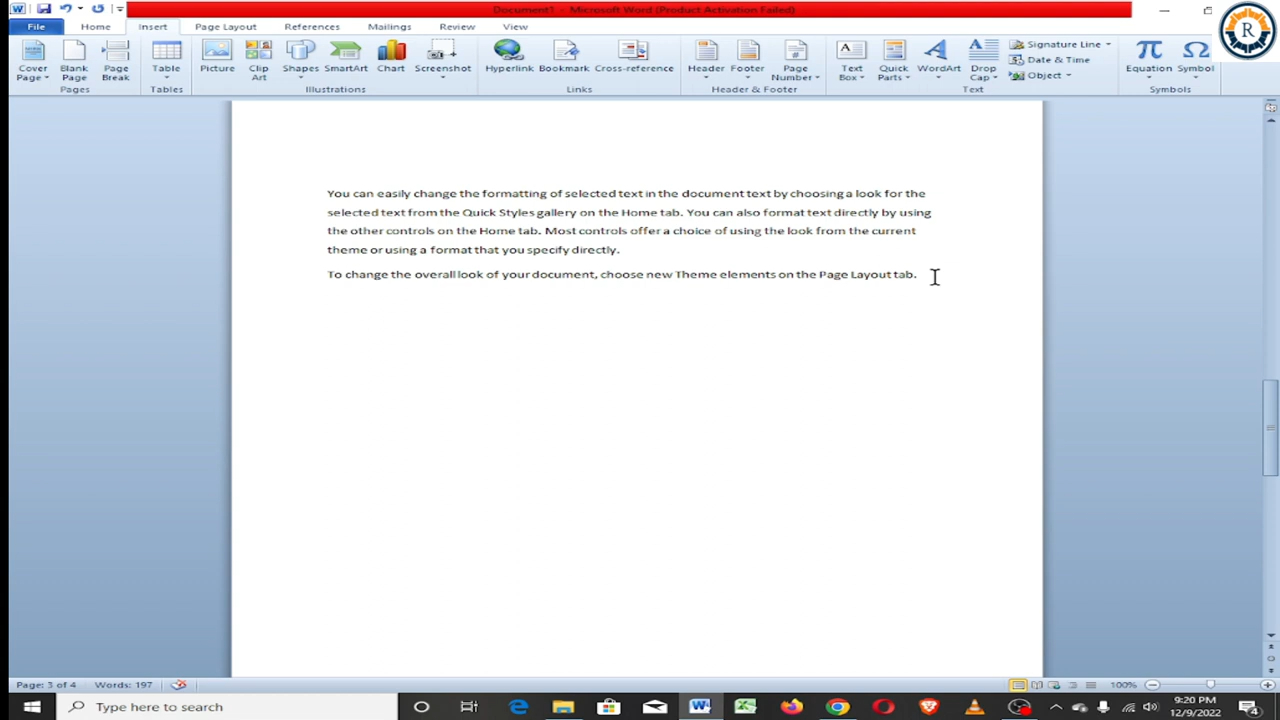 Document7 - Microsoft Word (Product Activation Failed)
File Home Insert Page Layout References Mailings Review View
Cover Page Blank Page Page Break Table Picture Clip Art Shapes SmartArt Chart Screenshot Hyperlink Bookmark Cross-reference Header Footer Page Number Text Box Quick Parts WordArt Drop Cap Signature Line Date & Time Object Equation Symbol
Pages Tables Illustrations Links Header & Footer Text Symbols
R
You can easily change the formatting of selected text in the document text by choosing a look for the
selected text from the Quick Styles gallery on the Home tab. You can also format text directly by using
the other controls on the Home tab. Most controls offer a choice of using the look from the current
theme or using a format that you specify directly.
To change the overall look of your document, choose new Theme elements on the Page Layout tab.
Page: 3 of 4 Words: 197 100%
Type here to search
9:20 PM
12/9/2022
4